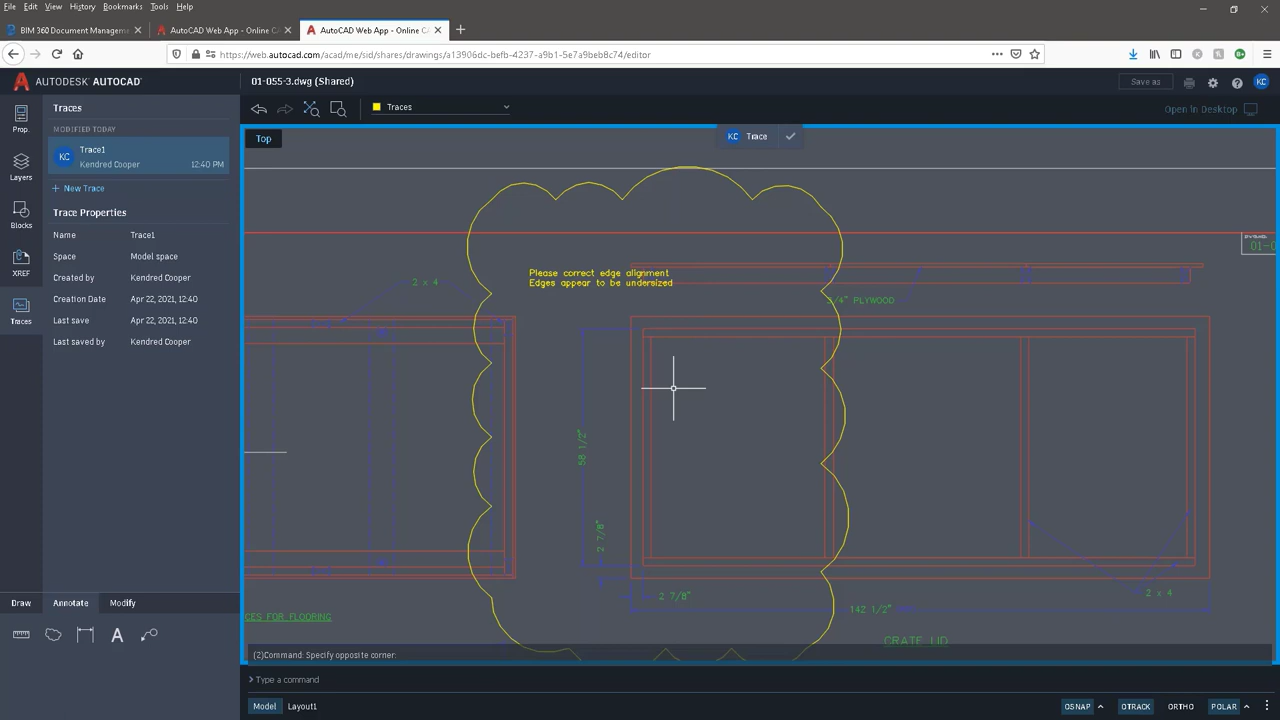 File Edit View History Bookmarks Tools Help
BIM 360 Document Manageme
AutoCAD Web App - Online C
AutoCAD Web App - Online C
https://web.autocad.com/acad/me/sid/shares/drawings/a13906dc-befb-4237-a9b1-5e7a9beb8c74/editor
AUTODESK AUTOCAD
01-055-3.dwg (Shared)
Save as
KC
Traces
Traces
Open in Desktop
Prop.
Layers
Blocks
XREF
Traces
MODIFIED TODAY
KC
Trace1
Kendred Cooper 12:40 PM
+ New Trace
Trace Properties
Name Trace1
Space Model space
Created by Kendred Cooper
Creation Date Apr 22, 2021, 12:40
Last save Apr 22, 2021, 12:40
Last saved by Kendred Cooper
Draw Annotate Modify
Top
KC Trace
Please correct edge alignment
Edges appear to be undersized
2 x 4
3/4" PLYWOOD
58 1/2"
2 7/8"
2 7/8"
142 1/2"
2 x 4
CES FOR FLOORING
CRATE LID
(2)Command: Specify opposite corner:
Type a command
Model Layout1
OSNAP OTRACK ORTHO POLAR